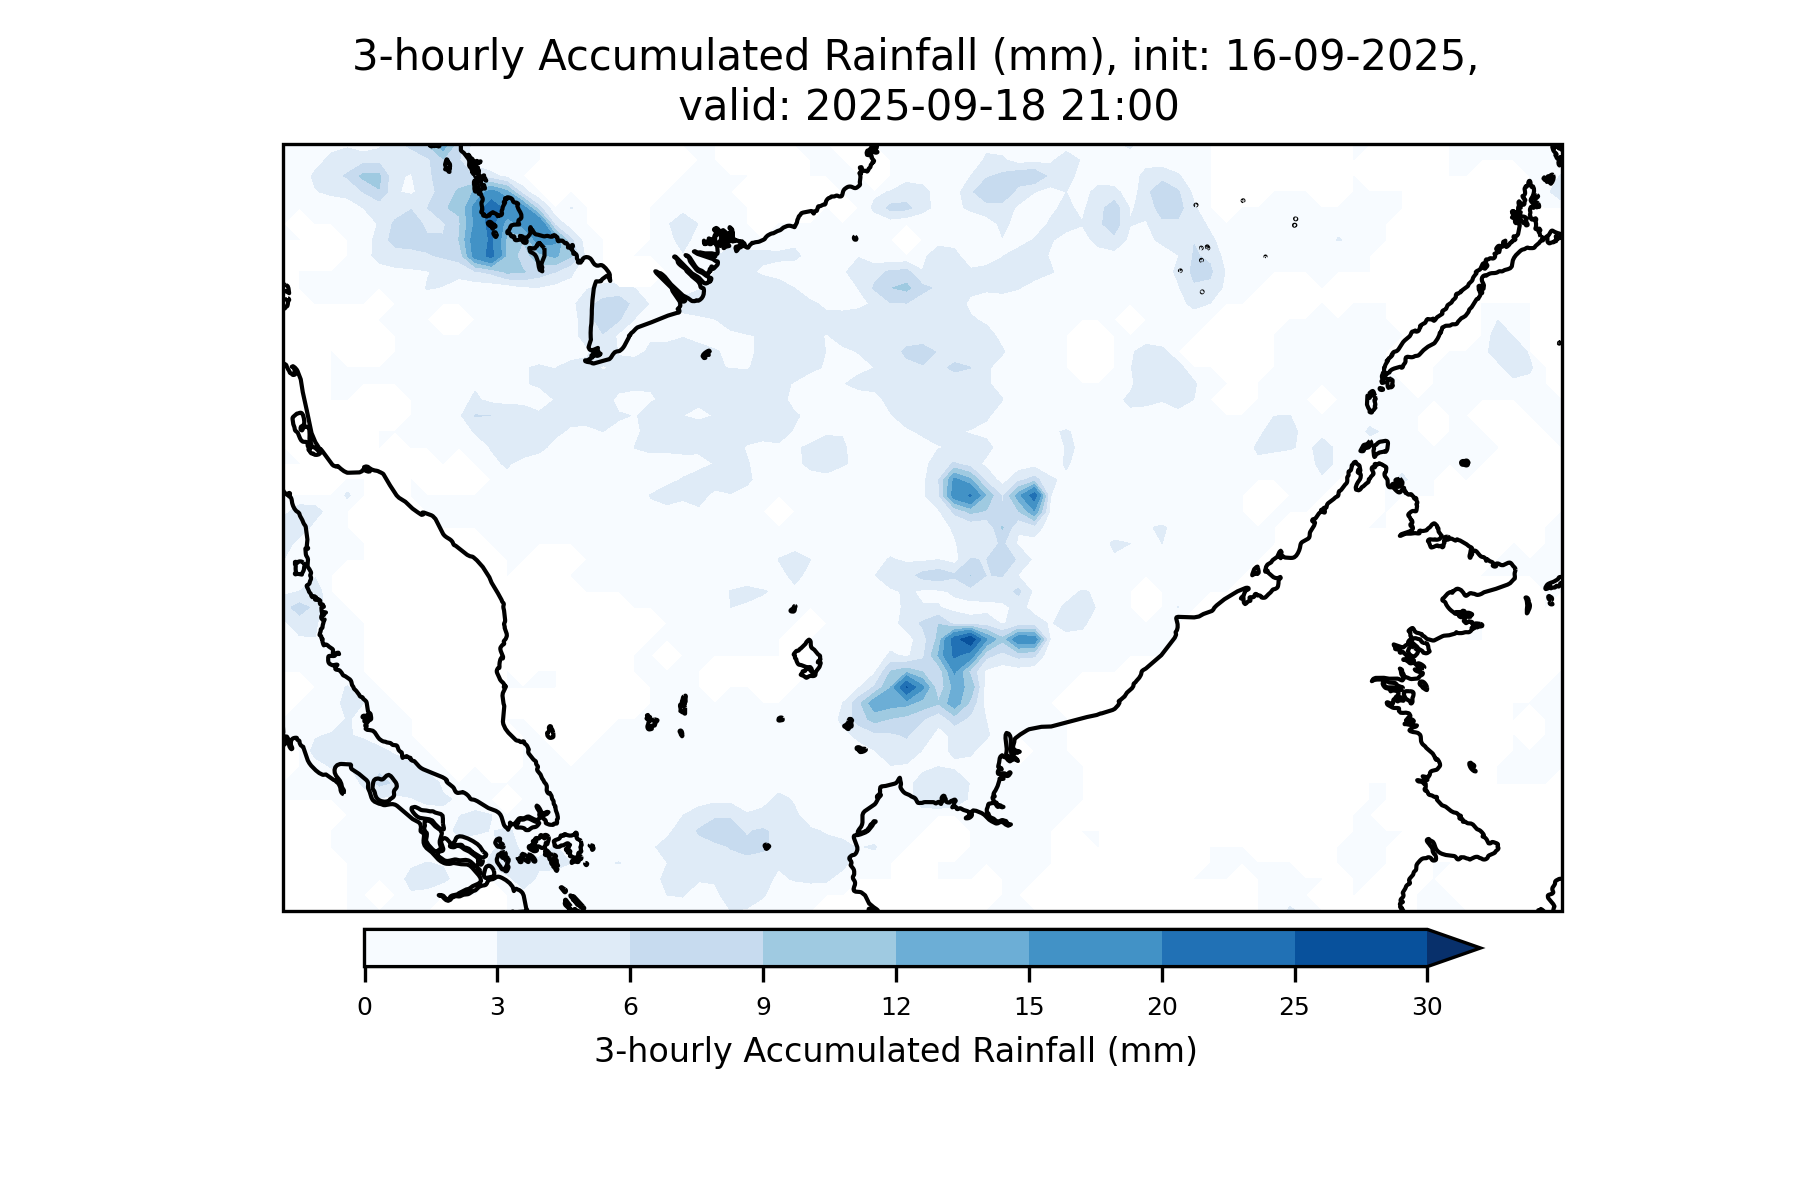 3-hourly Accumulated Rainfall (mm), init: 16-09-2025,
valid: 2025-09-18 21:00
0 3 6 9 12 15 20 25 30
3-hourly Accumulated Rainfall (mm)